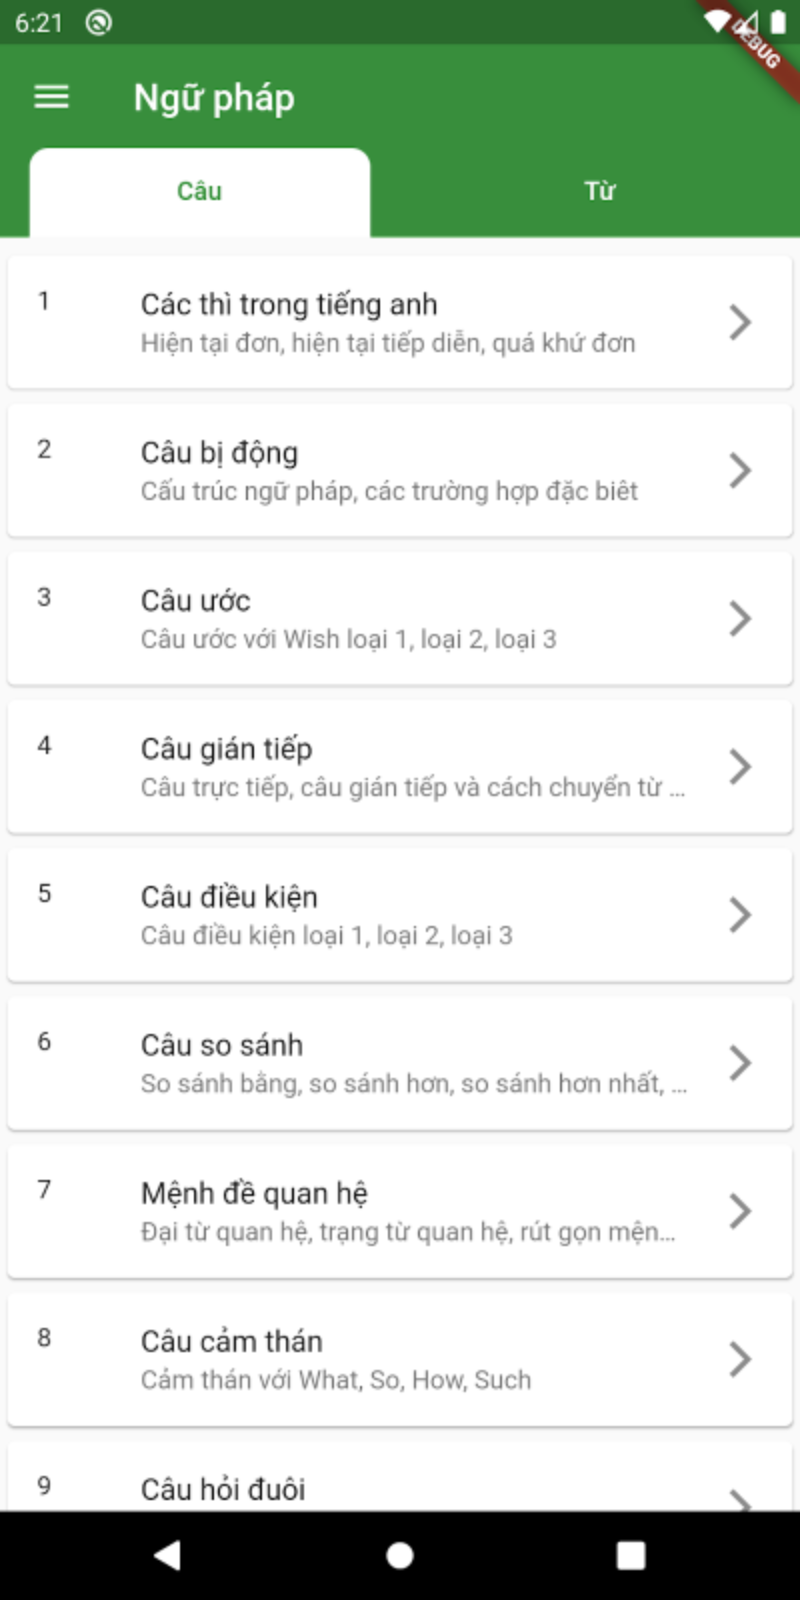 6:21
DEBUG
Ngữ pháp
Câu
Từ
1
Các thì trong tiếng anh
Hiện tại đơn, hiện tại tiếp diễn, quá khứ đơn
2
Câu bị động
Cấu trúc ngữ pháp, các trường hợp đặc biêt
3
Câu ước
Câu ước với Wish loại 1, loại 2, loại 3
4
Câu gián tiếp
Câu trực tiếp, câu gián tiếp và cách chuyển từ ...
5
Câu điều kiện
Câu điều kiện loại 1, loại 2, loại 3
6
Câu so sánh
So sánh bằng, so sánh hơn, so sánh hơn nhất, ...
7
Mệnh đề quan hệ
Đại từ quan hệ, trạng từ quan hệ, rút gọn mện...
8
Câu cảm thán
Cảm thán với What, So, How, Such
9
Câu hỏi đuôi